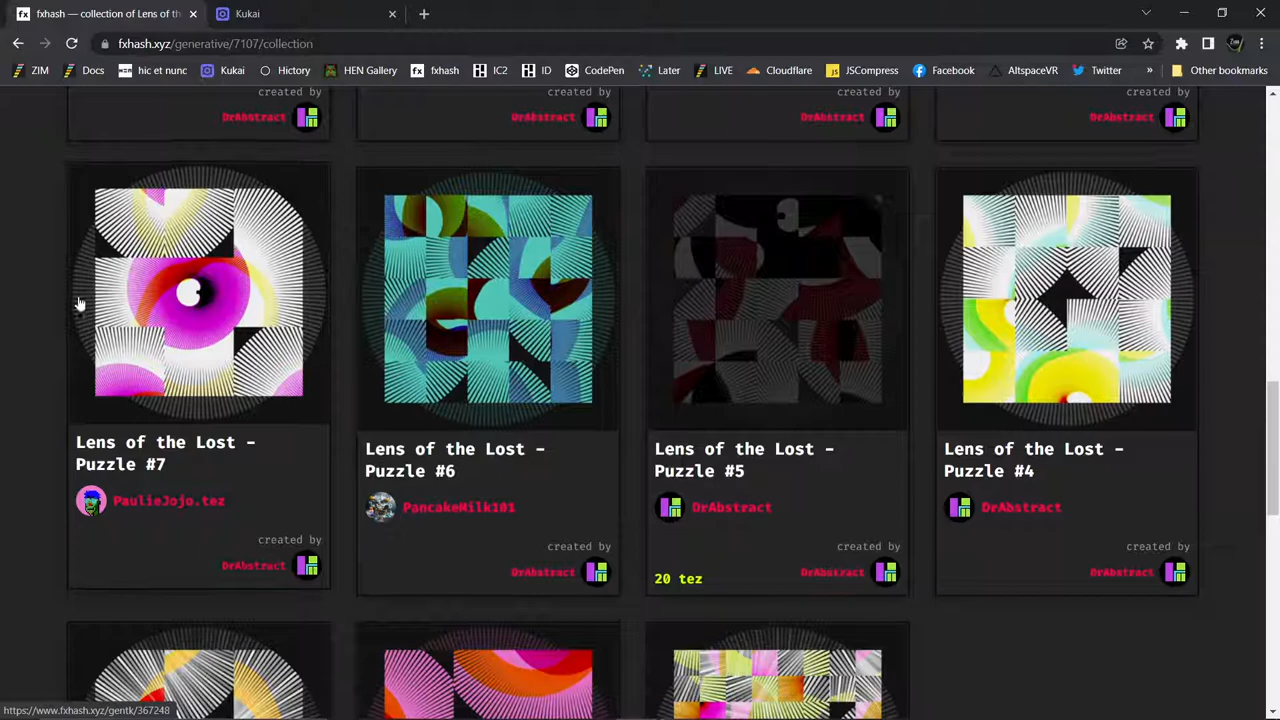 fxhash — collection of Lens of th
Kukai
fxhash.xyz/generative/7107/collection
ZIM Docs hic et nunc Kukai Hictory HEN Gallery fxhash IC2 ID CodePen Later LIVE Cloudflare JSCompress Facebook AltspaceVR Twitter » Other bookmarks
created by created by created by created by
DrAbstract DrAbstract DrAbstract DrAbstract
Lens of the Lost –
Puzzle #7
PaulieJojo.tez
created by
DrAbstract
Lens of the Lost –
Puzzle #6
PancakeMilk101
created by
DrAbstract
Lens of the Lost –
Puzzle #5
DrAbstract
created by
20 tez DrAbstract
Lens of the Lost –
Puzzle #4
DrAbstract
created by
DrAbstract
https://www.fxhash.xyz/gentk/367248